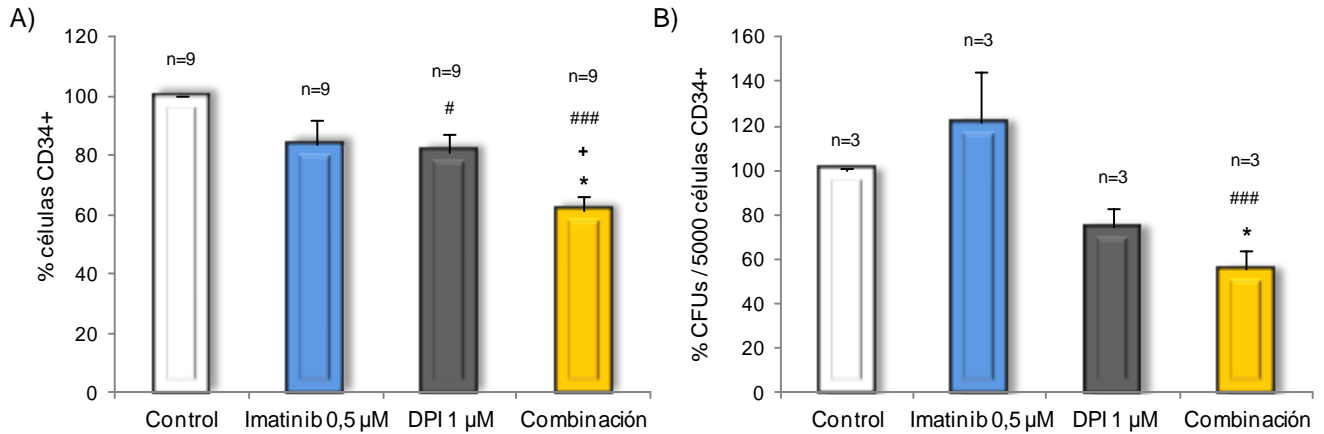 A)
% células CD34+
120
100
80
60
40
20
0
n=9
n=9
n=9
#
n=9
###
+
*
Control
Imatinib 0,5 µM
DPI 1 µM
Combinación
B)
% CFUs / 5000 células CD34+
160
140
120
100
80
60
40
20
0
n=3
n=3
n=3
n=3
###
*
Control
Imatinib 0,5 µM
DPI 1 µM
Combinación